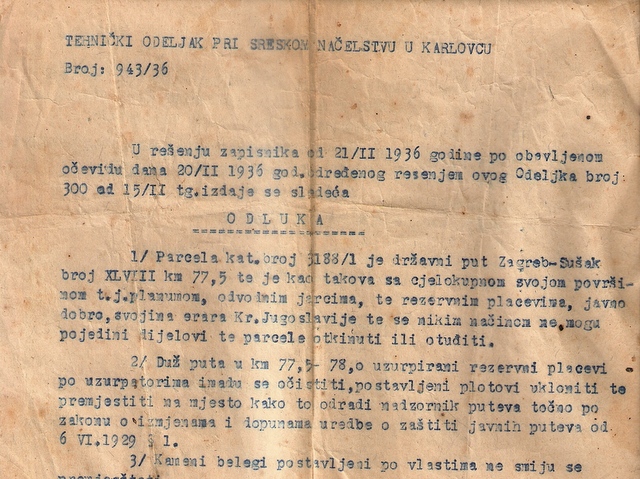 TEHNIČKI ODELJAK PRI SRESKOM NAČELSTVU U KARLOVCU
Broj: 943/36
U rešenju zapisnika od 21/II 1936 godine po obavljenom
očevidu dana 20/II 1936 god. određenog resenjem ovog Odeljka broj:
300 od 15/II tg.izdaje se sledeća
ODLUKA
1/ Parcela kat.broj 3188/1 je državni put Zagreb-Sušak
broj XLVIII km 77,5 te je kao takova sa cjelokupnom svojom površi-
nom t.j.planumom, odvodnim jarcima, te rezervnim placevima, javno
dobro,svojina erara Kr.Jugoslavije te se nikim načinom ne mogu
pojedini dijelovi te parcele otkinuti ili otuđiti.
2/ Duž puta u km 77,5- 78,0 uzurpirani rezervni placevi
po uzurpatorima imadu se očistiti,postavljeni plotovi ukloniti te
premjestiti na mjesto kako to odradi nadzornik puteva točno po
zakonu o izmjenama i dopunama uredbe o zaštiti javnih puteva od
6 VI.1929 § 1.
3/ Kameni belegi postavljeni po vlastima ne smiju se